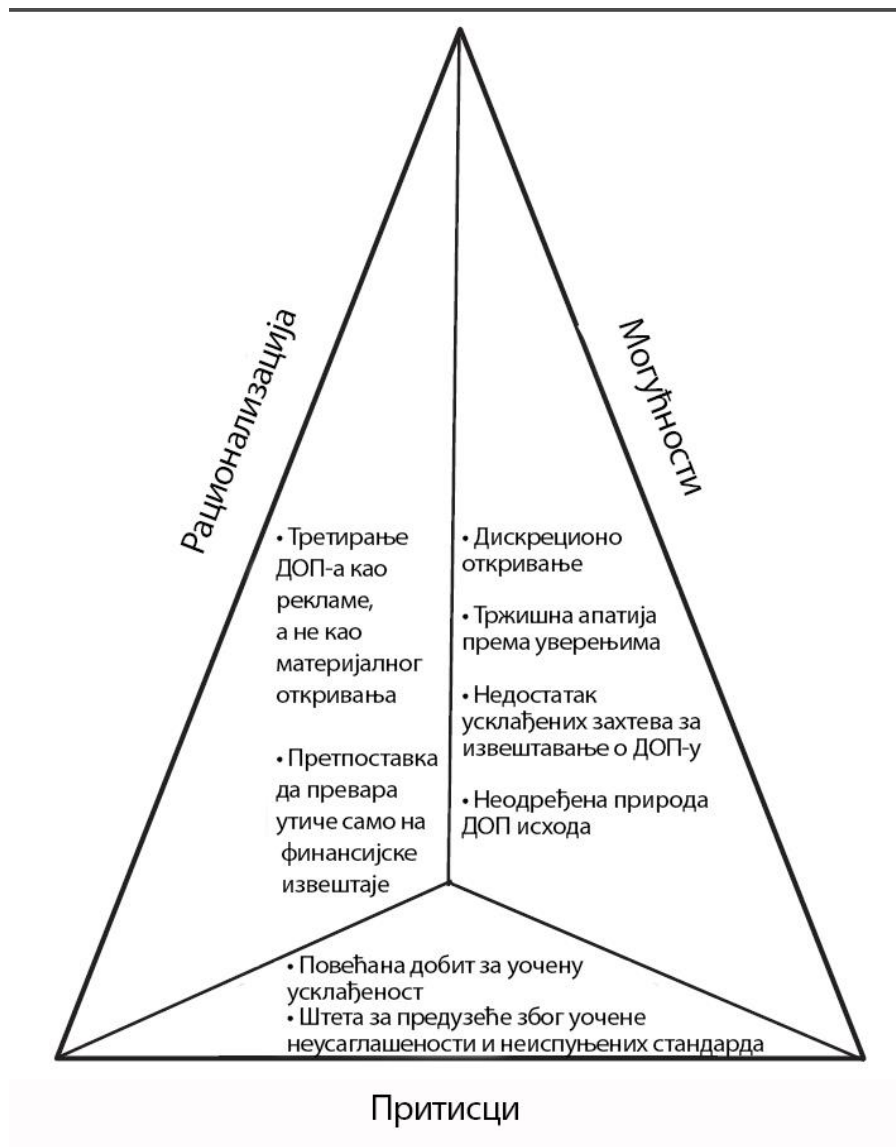 Рационализација
Могућности
• Третирање
ДОП-а као
рекламе,
а не као
материјалног
откривања
• Претпоставка
да превара
утиче само на
финансијске
извештаје
• Дискреционо
откривање
• Тржишна апатија
према уверењима
• Недостатак
усклађених захтева за
извештавање о ДОП-у
• Неодређена природа
ДОП исхода
• Повећана добит за уочену
усклађеност
• Штета за предузеће због уочене
неусаглашености и неиспуњених стандарда
Притисци